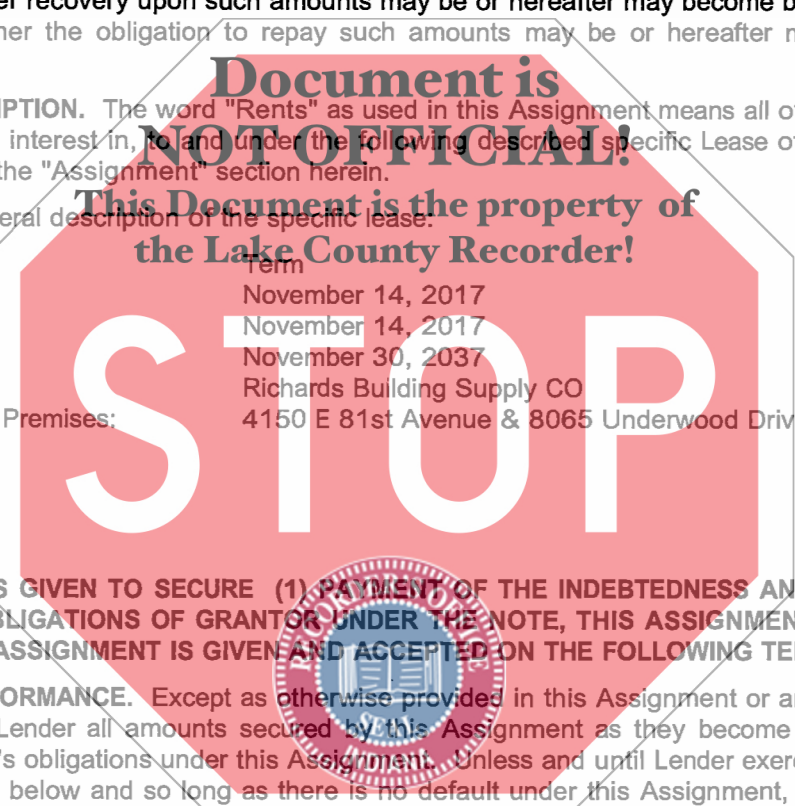 er recovery upon such amounts may be or hereafter may become b
her the obligation to repay such amounts may be or hereafter
Document is
IPTION. The word "Rents" as used in this Assignment means all o
interest in, to and under the following described specific Lease o
NOT OFFICIAL!
the "Assignment" section herein.
This Document is the property of
eral description of the specific lease:
the Lake County Recorder!
Term
November 14, 2017
November 14, 2017
November 30, 2037
Richards Building Supply CO
Premises: 4150 E 81st Avenue & 8065 Underwood Driv
STOP
S GIVEN TO SECURE (1) PAYMENT OF THE INDEBTEDNESS AN
BLIGATIONS OF GRANTOR UNDER THE NOTE, THIS ASSIGNMEN
ASSIGNMENT IS GIVEN AND ACCEPTED ON THE FOLLOWING TE
RECORDER'S OFFICE
SEAL
INDIANA
ORMANCE. Except as otherwise provided in this Assignment or a
Lender all amounts secured by this Assignment as they become
's obligations under this Assignment. Unless and until Lender exer
below and so long as there is no default under this Assignment,